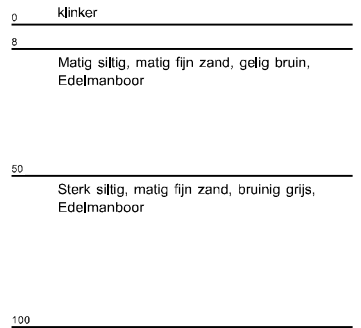 klinker
0
8
Matig siltig, matig fijn zand, gelig bruin,
Edelmanboor
50
Sterk siltig, matig fijn zand, bruinig grijs,
Edelmanboor
100